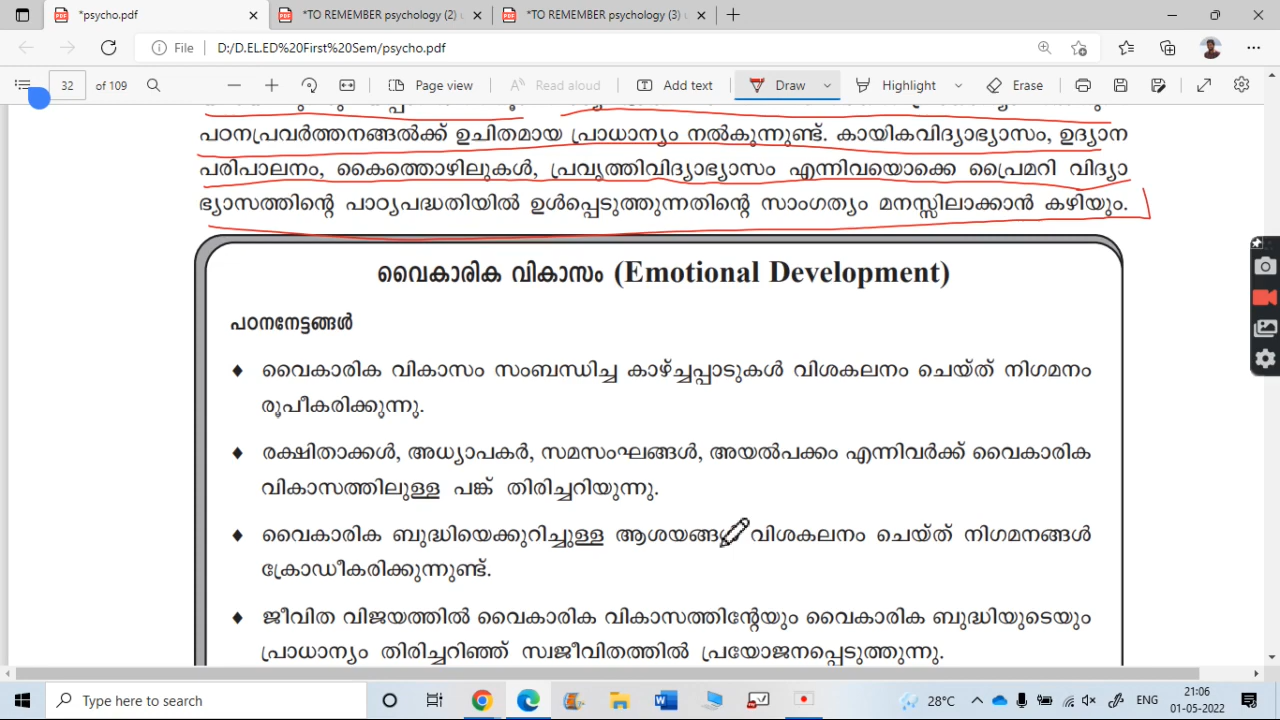 *psycho.pdf
*TO REMEMBER psychology (2)
*TO REMEMBER psychology (3)
File D:/D.EL.ED%20First%20Sem/psycho.pdf
32 of 109 Page view Read aloud Add text Draw Highlight Erase
പഠനപ്രവർത്തനങ്ങൾക്ക് ഉചിതമായ പ്രാധാന്യം നൽകുന്നുണ്ട്. കായികവിദ്യാഭ്യാസം, ഉദ്യാന
പരിപാലനം, കൈത്തൊഴിലുകൾ, പ്രവൃത്തിവിദ്യാഭ്യാസം എന്നിവയൊക്കെ പ്രൈമറി വിദ്യാ
ഭ്യാസത്തിന്റെ പാഠ്യപദ്ധതിയിൽ ഉൾപ്പെടുത്തുന്നതിന്റെ സാംഗത്യം മനസ്സിലാക്കാൻ കഴിയും.
വൈകാരിക വികാസം (Emotional Development)
പഠനനേട്ടങ്ങൾ
♦ വൈകാരിക വികാസം സംബന്ധിച്ച കാഴ്ച്ചപ്പാടുകൾ വിശകലനം ചെയ്ത് നിഗമനം
രൂപീകരിക്കുന്നു.
♦ രക്ഷിതാക്കൾ, അധ്യാപകർ, സമസംഘങ്ങൾ, അയൽപക്കം എന്നിവർക്ക് വൈകാരിക
വികാസത്തിലുള്ള പങ്ക് തിരിച്ചറിയുന്നു.
♦ വൈകാരിക ബുദ്ധിയെക്കുറിച്ചുള്ള വിശകലനം ചെയ്ത് നിഗമനങ്ങൾ
ക്രോഡീകരിക്കുന്നുണ്ട്.
♦ ജീവിത വിജയത്തിൽ വൈകാരിക വികാസത്തിന്റേയും വൈകാരിക ബുദ്ധിയുടെയും
പ്രാധാന്യം തിരിച്ചറിഞ്ഞ് സ്വജീവിതത്തിൽ പ്രയോജനപ്പെടുത്തുന്നു.
Type here to search 28°C ENG 21:06
01-05-2022